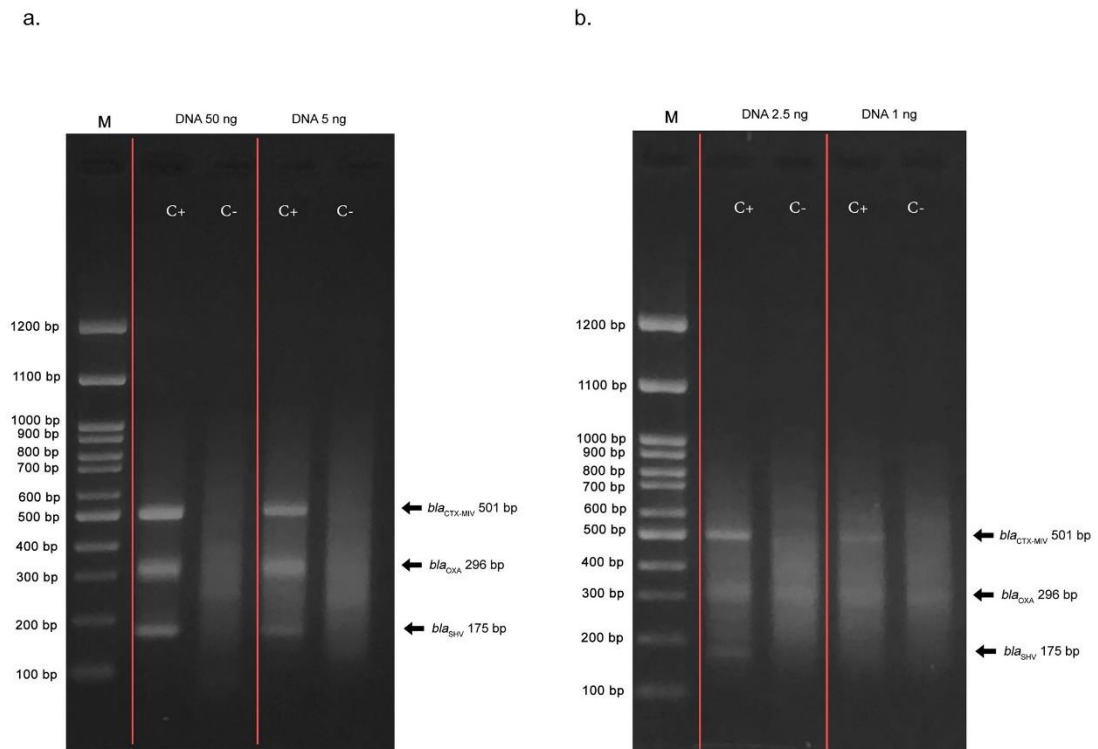 a.
M DNA 50 ng DNA 5 ng
C+ C- C+ C-
1200 bp
1100 bp
1000 bp
900 bp
800 bp
700 bp
600 bp
500 bp
400 bp
300 bp
200 bp
100 bp
blaCTX-MIV 501 bp
blaOXA 296 bp
blaSHV 175 bp
b.
M DNA 2.5 ng DNA 1 ng
C+ C- C+ C-
1200 bp
1100 bp
1000 bp
900 bp
800 bp
700 bp
600 bp
500 bp
400 bp
300 bp
200 bp
100 bp
blaCTX-MIV 501 bp
blaOXA 296 bp
blaSHV 175 bp